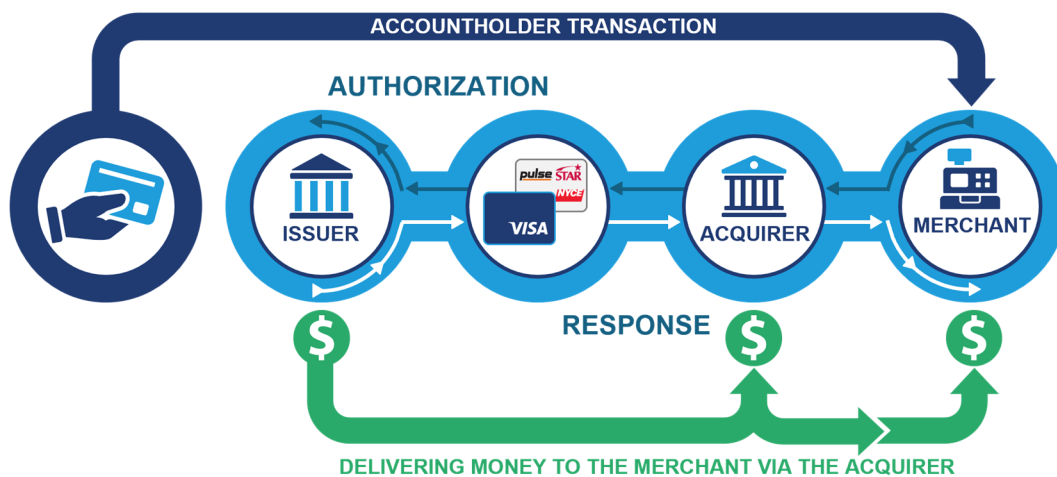 ACCOUNTHOLDER TRANSACTION
AUTHORIZATION
pulse STAR
NYCE
VISA
ISSUER
ACQUIRER
MERCHANT
RESPONSE
$ $ $
DELIVERING MONEY TO THE MERCHANT VIA THE ACQUIRER